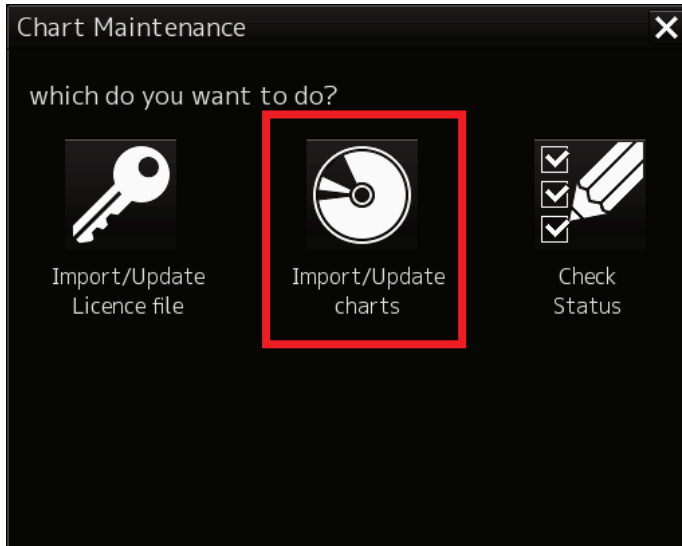 Chart Maintenance
which do you want to do?
Import/Update
Licence file
Import/Update
charts
Check
Status